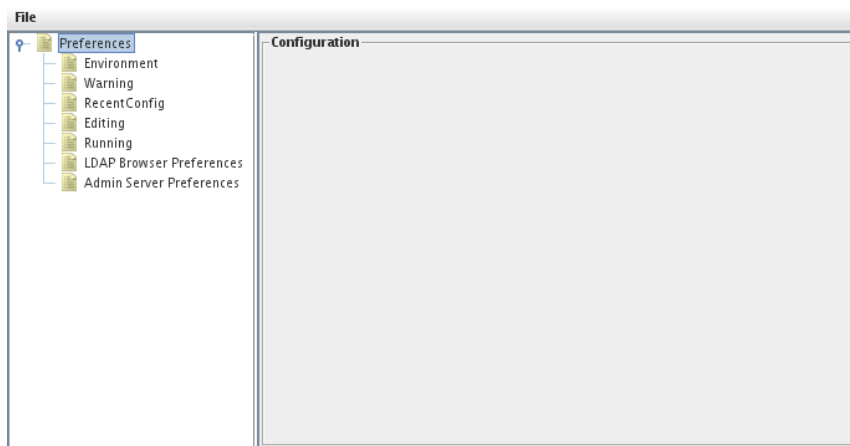 File
Preferences
Environment
Warning
RecentConfig
Editing
Running
LDAP Browser Preferences
Admin Server Preferences
Configuration